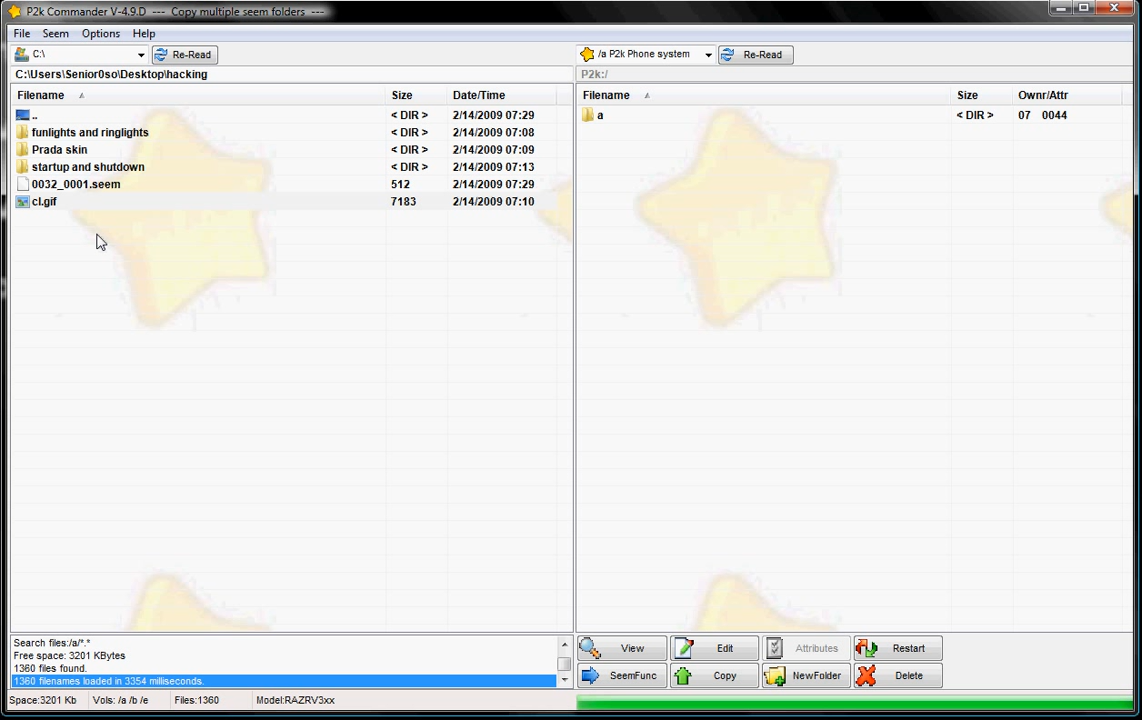 P2k Commander V-4.9.D --- Copy multiple seem folders ---
File Seem Options Help
C:\ Re-Read /a P2k Phone system Re-Read
C:\Users\Senior0so\Desktop\hacking P2k:/
Filename Size Date/Time Filename Size Ownr/Attr
.. < DIR > 2/14/2009 07:29 a < DIR > 07 0044
funlights and ringlights < DIR > 2/14/2009 07:08
Prada skin < DIR > 2/14/2009 07:09
startup and shutdown < DIR > 2/14/2009 07:13
0032_0001.seem 512 2/14/2009 07:29
cl.gif 7183 2/14/2009 07:10
Search files:/a/*.*
Free space: 3201 KBytes
1360 files found.
1360 filenames loaded in 3354 milliseconds.
View Edit Attributes Restart
SeemFunc Copy NewFolder Delete
Space:3201 Kb Vols: /a /b /e Files:1360 Model:RAZRV3xx